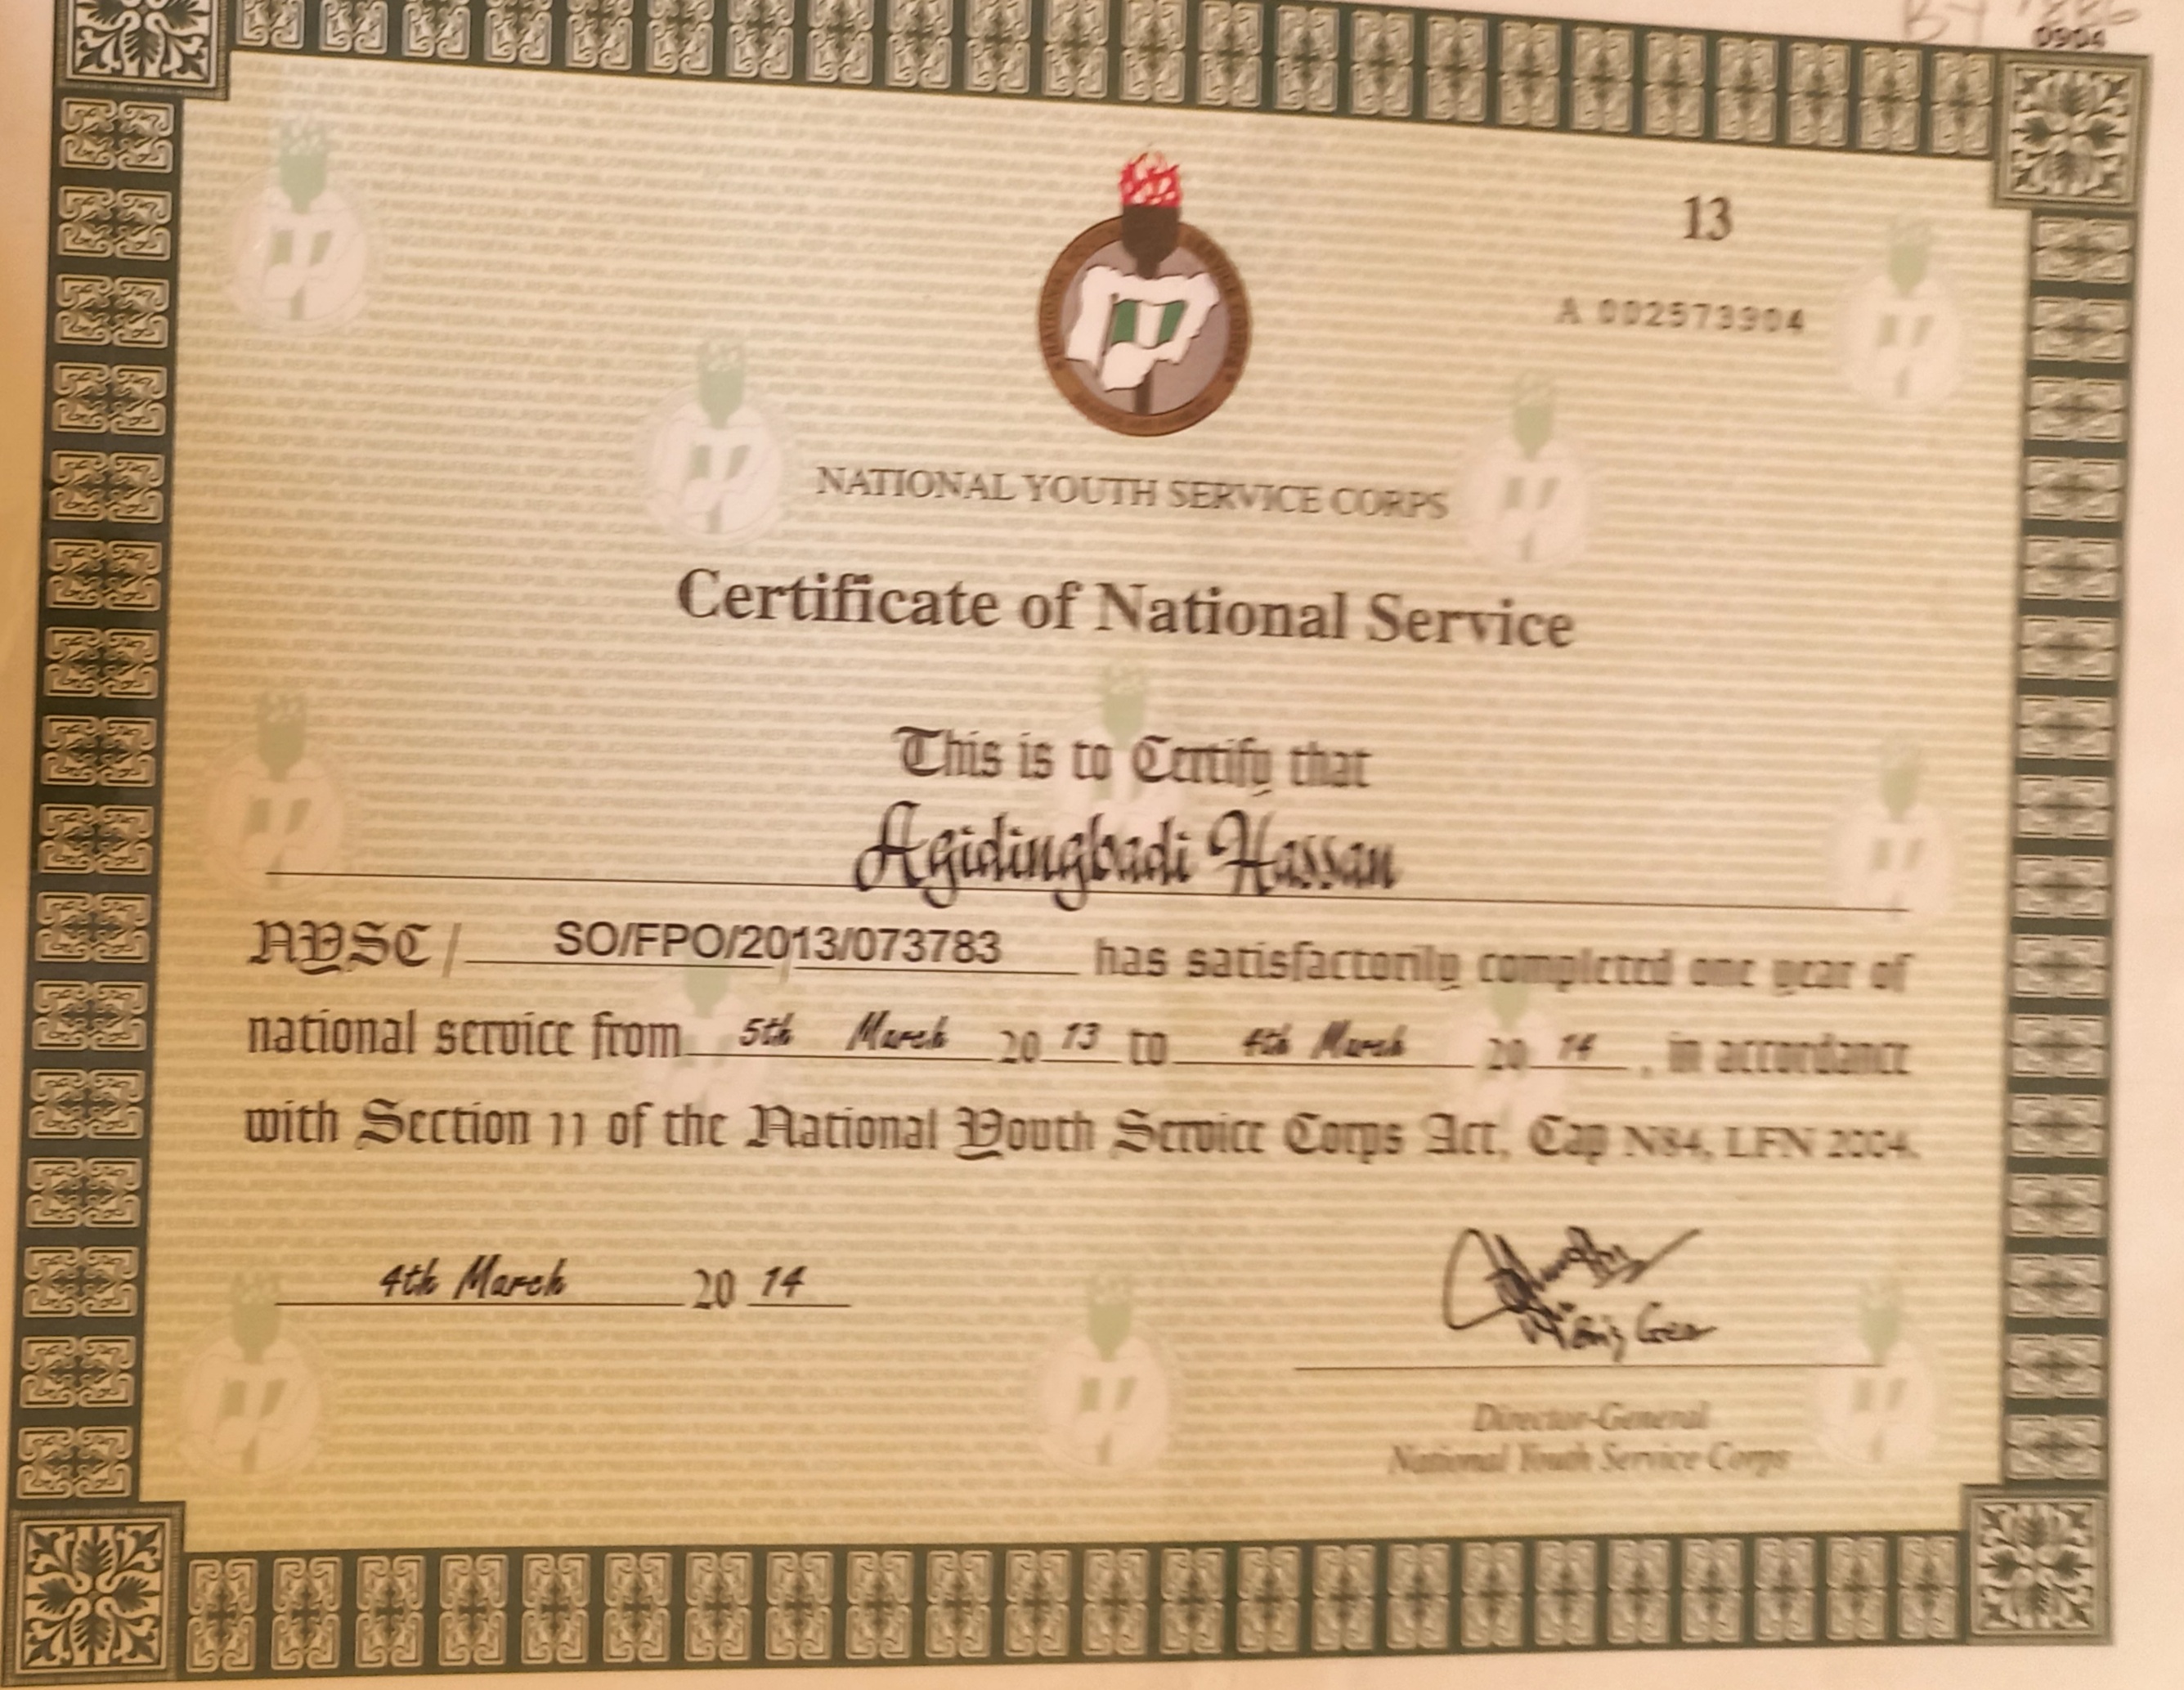 0904
13
A 002573304
NATIONAL YOUTH SERVICE CORPS
Certificate of National Service
This is to Certify that
Agidingbadi Hassan
NYSC/ SO/FPO/2013/073783 has satisfactorily completed one year of
national service from 5th March 20 13 to 4th March 20 14, in accordance
with Section 11 of the National Youth Service Corps Act, Cap N84, LFN 2004.
4th March 20 14
Director-General
National Youth Service Corps